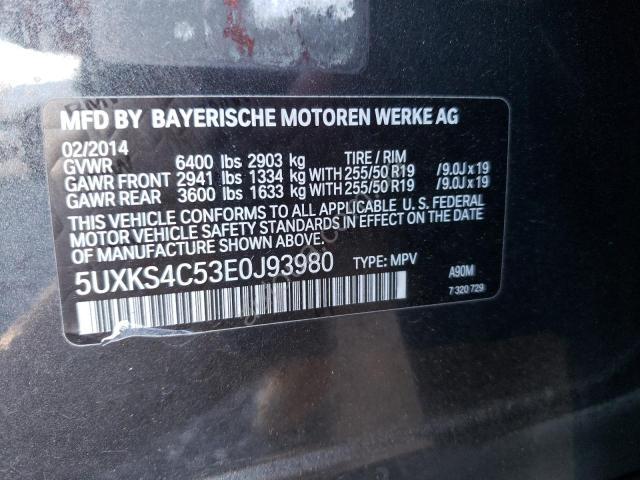 MFD BY BAYERISCHE MOTOREN WERKE AG
02/2014
GVWR 6400 lbs 2903 kg TIRE / RIM
GAWR FRONT 2941 lbs 1334 kg WITH 255/50 R19 /9.0J x 19
GAWR REAR 3600 lbs 1633 kg WITH 255/50 R19 /9.0J x 19
THIS VEHICLE CONFORMS TO ALL APPLICABLE U.S. FEDERAL
MOTOR VEHICLE SAFETY STANDARDS IN EFFECT ON THE DATE
OF MANUFACTURE SHOWN ABOVE.
5UXKS4C53E0J93980 TYPE: MPV A90M
7 320 729